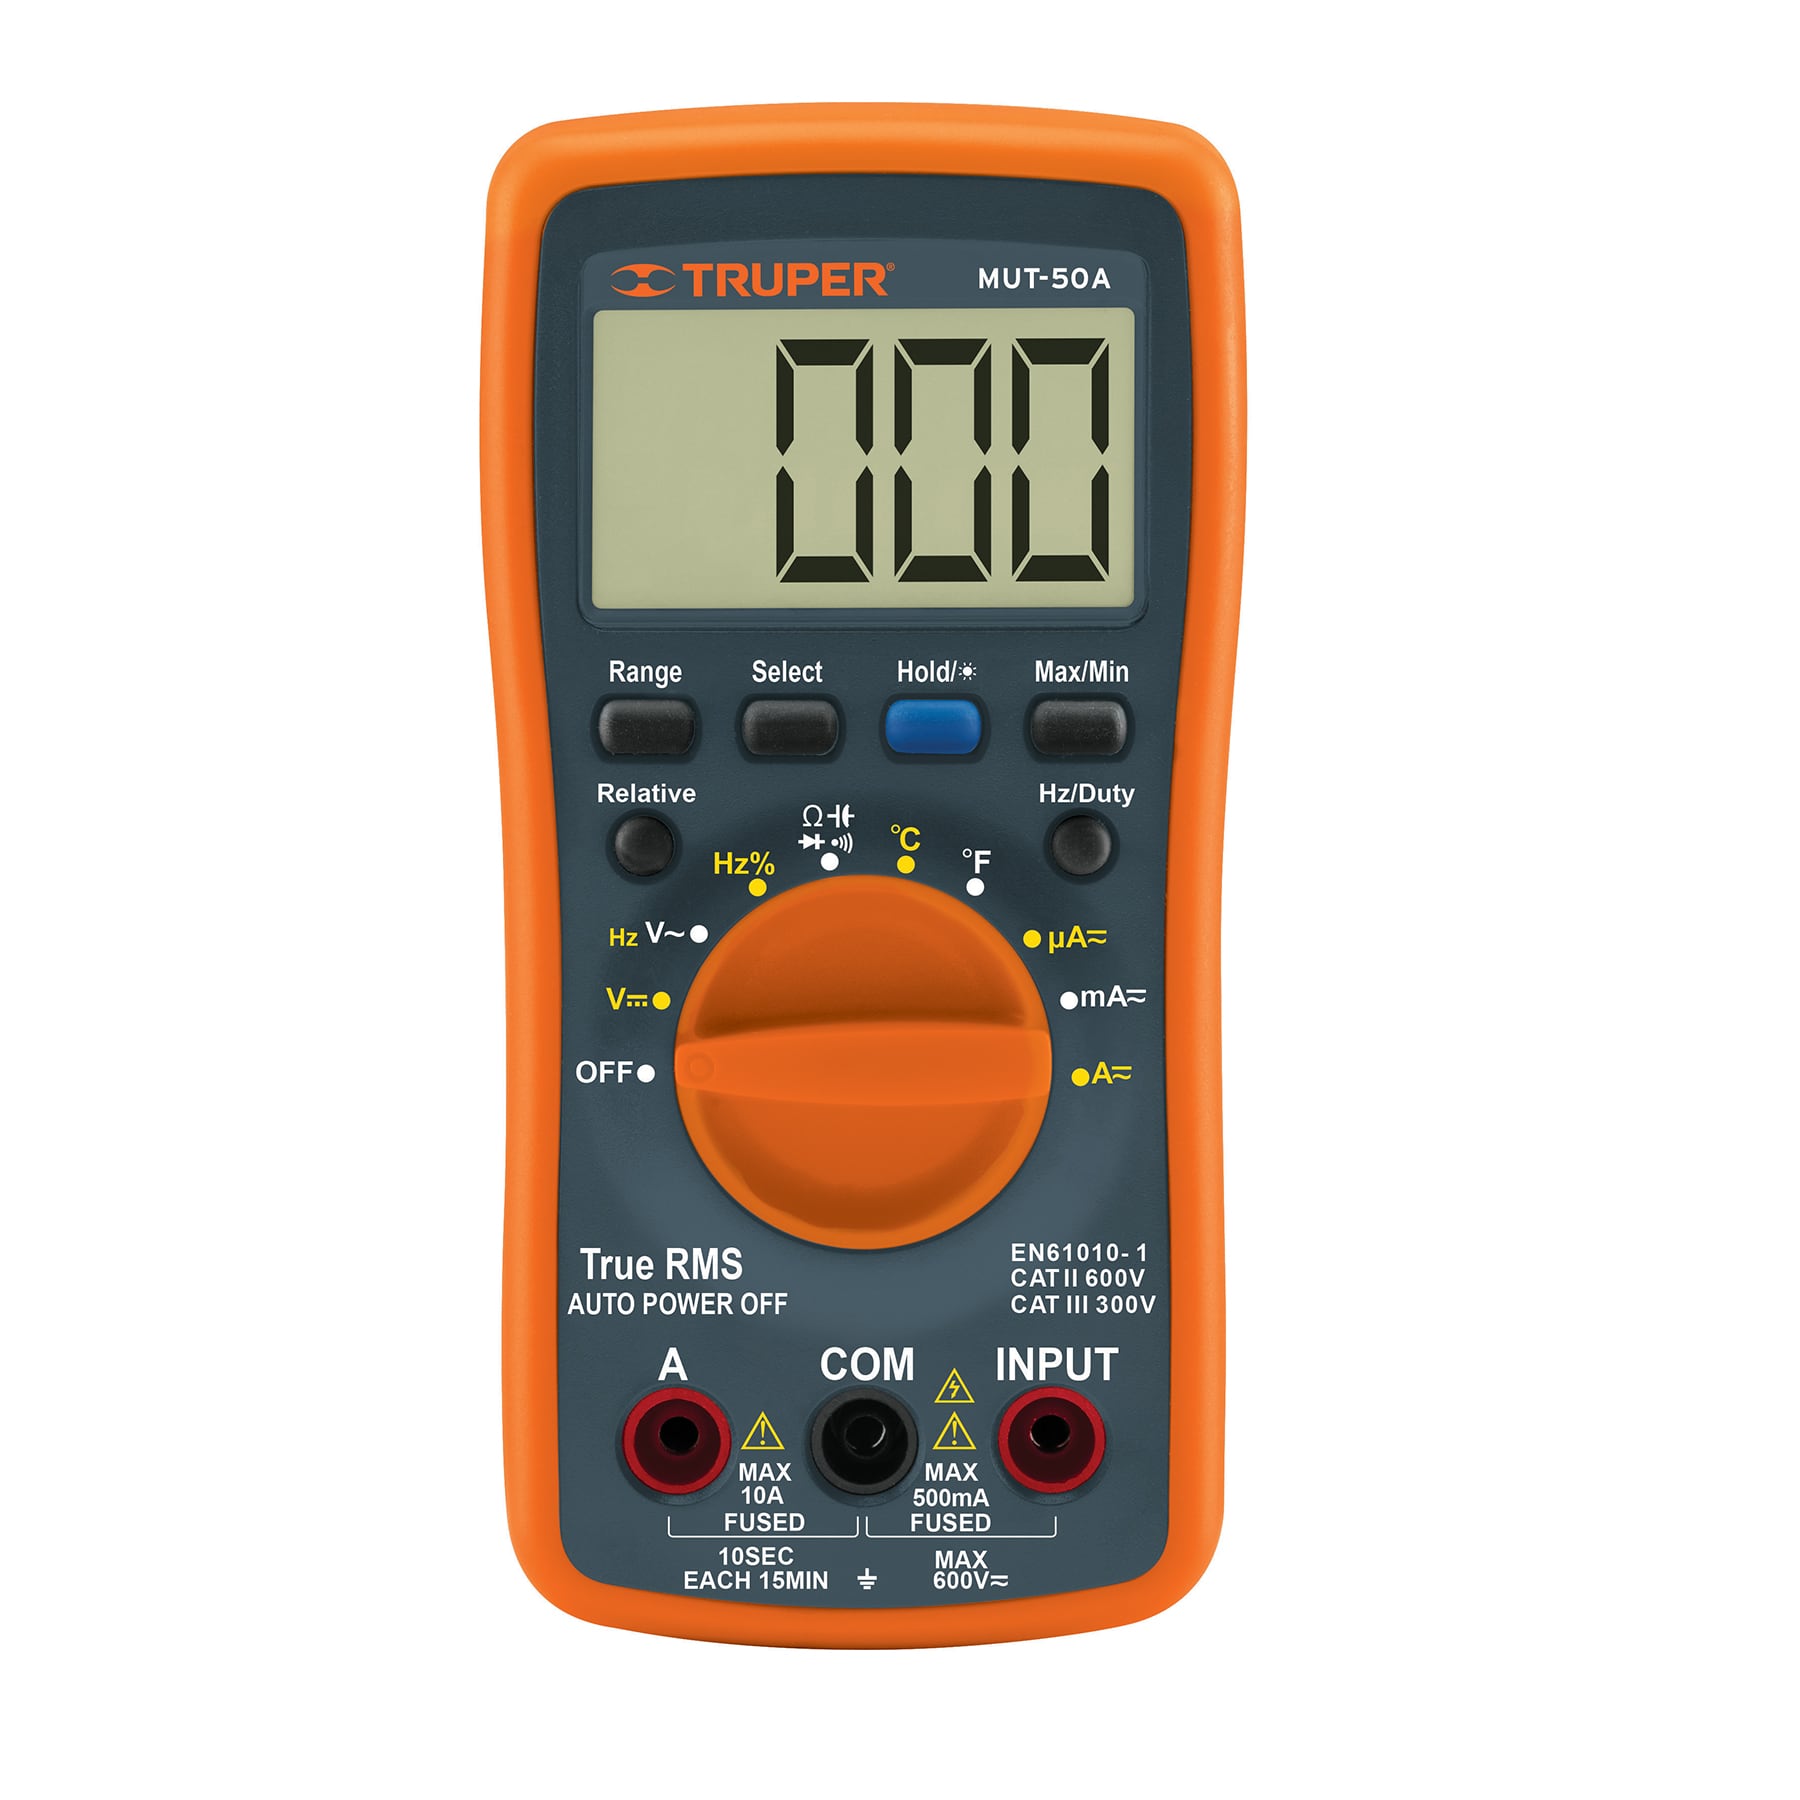 TRUPER® MUT-50A
000
Range Select Hold/☀ Max/Min
Relative Hz/Duty
Ω
Hz% °C °F
Hz V~ µA⎓~
V⎓ mA⎓~
OFF A⎓~
True RMS
AUTO POWER OFF
EN61010-1
CAT II 600V
CAT III 300V
A COM INPUT
MAX
10A
FUSED
10SEC
EACH 15MIN
MAX
500mA
FUSED
MAX
600V⎓~